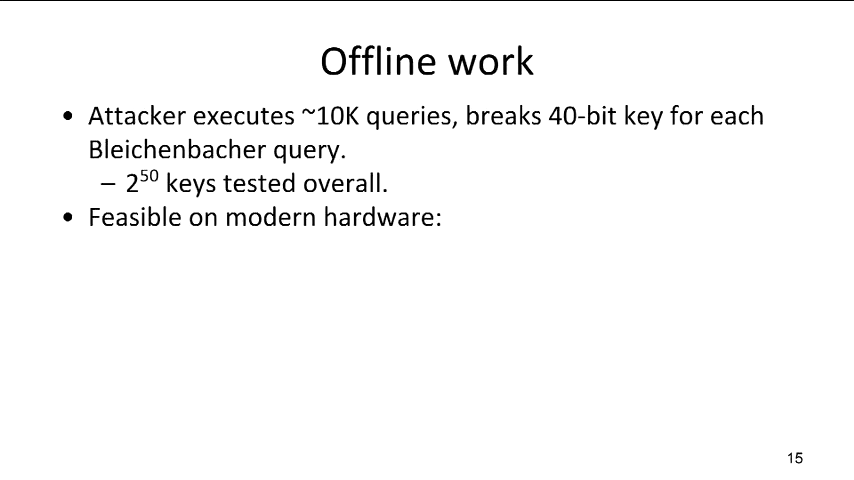 Offline work
• Attacker executes ~10K queries, breaks 40-bit key for each
Bleichenbacher query.
– 2⁵⁰ keys tested overall.
• Feasible on modern hardware:
15